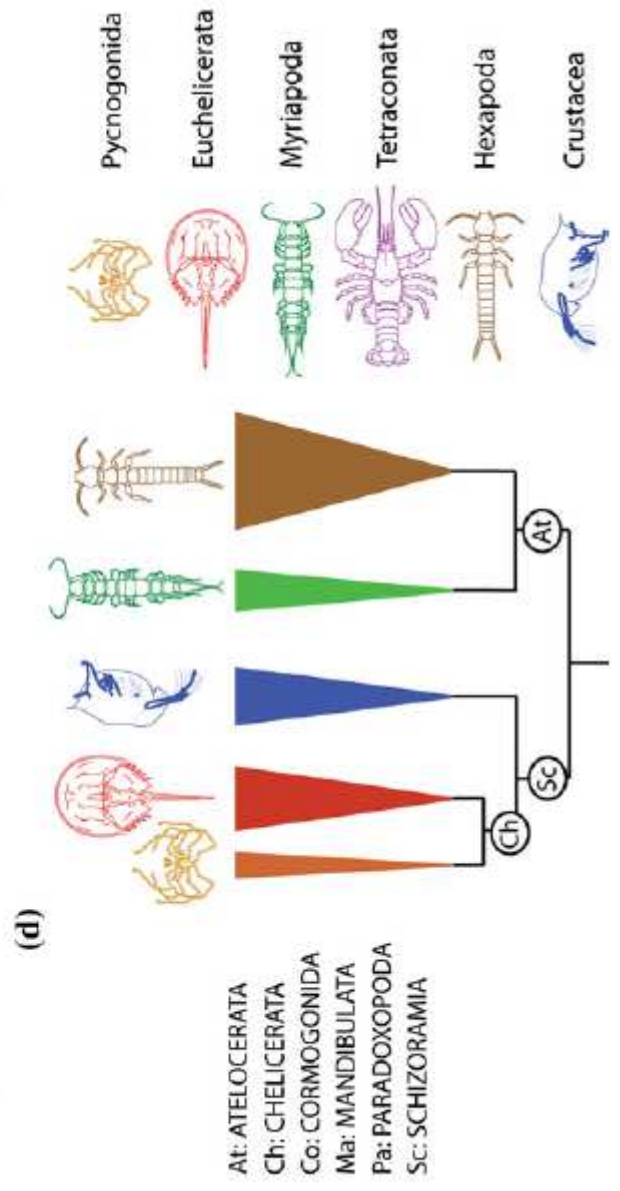 (d)
At: ATELOCERATA
Ch: CHELICERATA
Co: CORMOGONIDA
Ma: MANDIBULATA
Pa: PARADOXOPODA
Sc: SCHIZORAMIA
Ch
Sc
At
Pycnogonida
Euchelicerata
Myriapoda
Tetraconata
Hexapoda
Crustacea